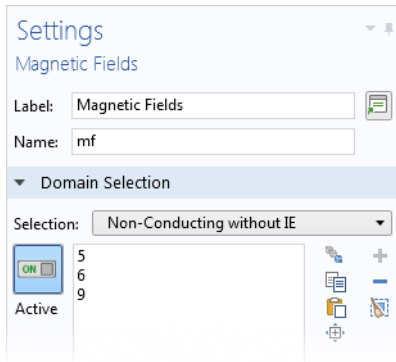 Settings
Magnetic Fields
Label: Magnetic Fields
Name: mf
Domain Selection
Selection: Non-Conducting without IE
ON
5
6
9
Active